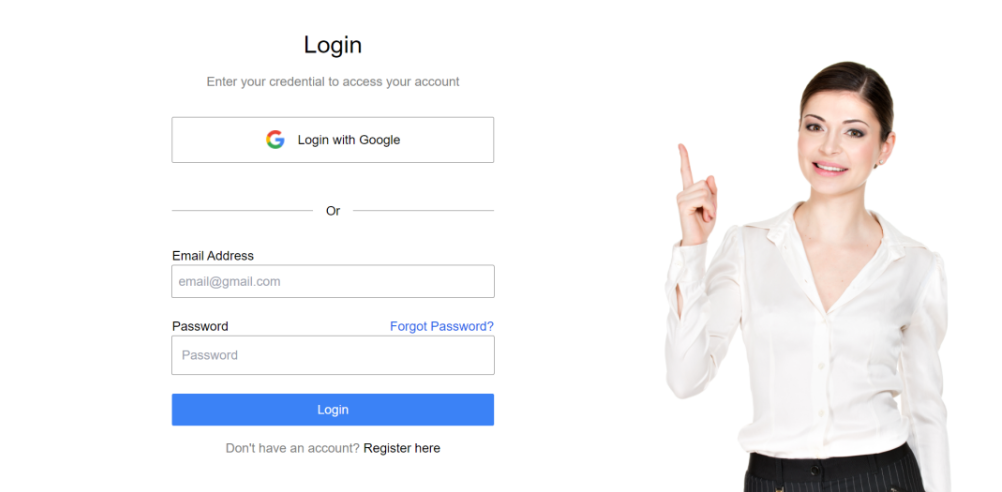 Login
Enter your credential to access your account
Login with Google
Or
Email Address
email@gmail.com
Password Forgot Password?
Password
Login
Don't have an account? Register here